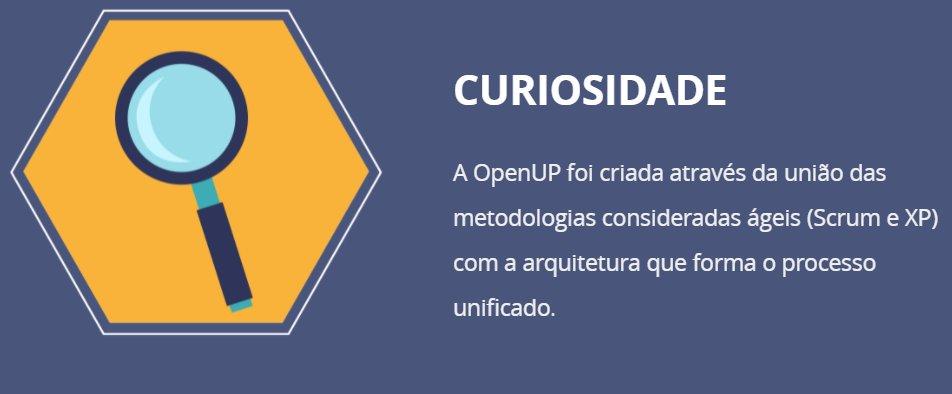 CURIOSIDADE
A OpenUP foi criada através da união das
metodologias consideradas ágeis (Scrum e XP)
com a arquitetura que forma o processo
unificado.